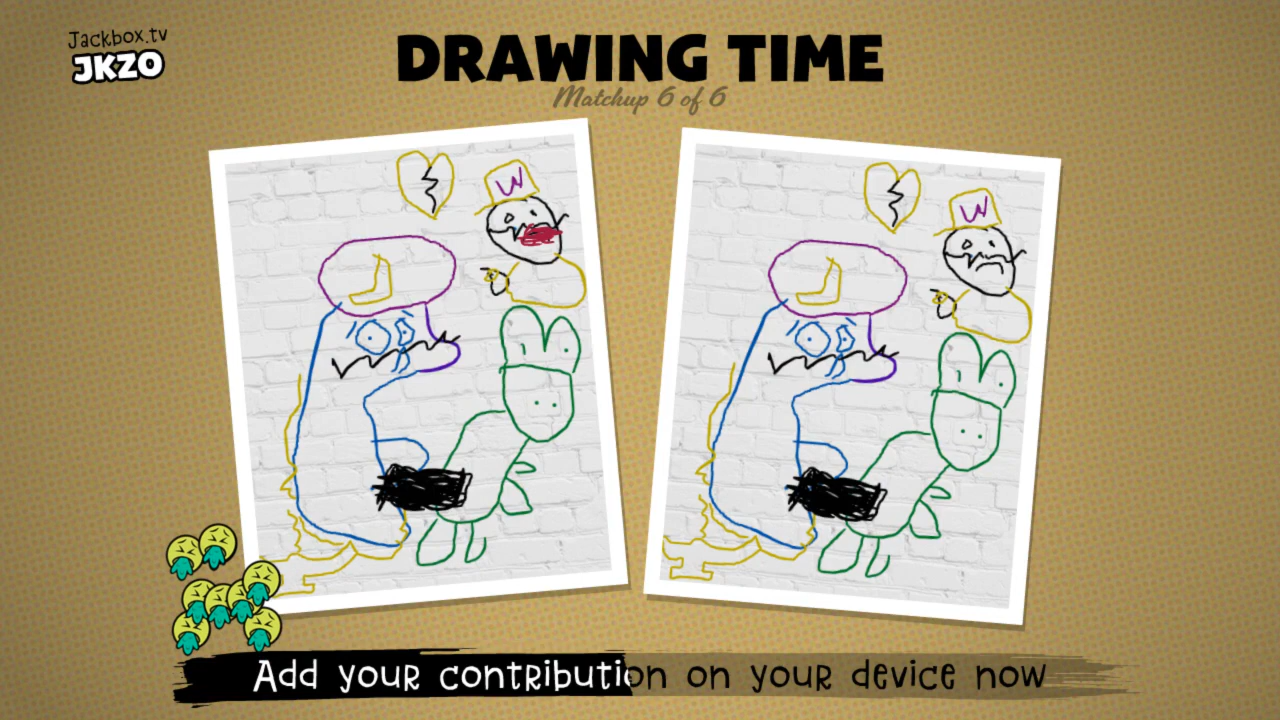 Jackbox.tv
JKZO
DRAWING TIME
Matchup 6 of 6
W
W
Add your contribution on your device now